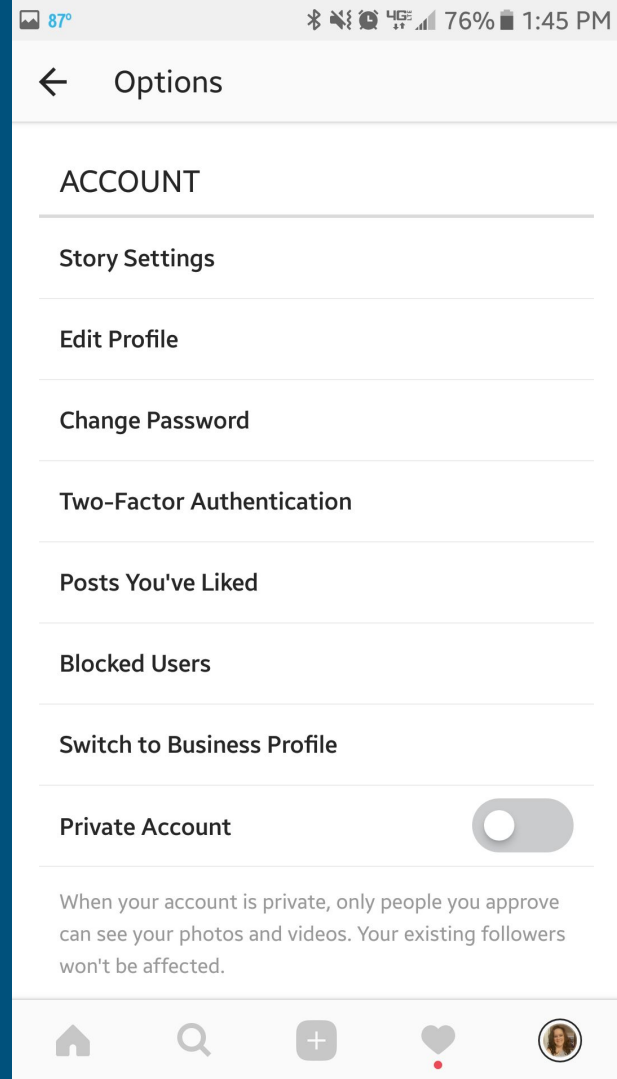 87° 4G 76% 1:45 PM
Options
ACCOUNT
Story Settings
Edit Profile
Change Password
Two-Factor Authentication
Posts You've Liked
Blocked Users
Switch to Business Profile
Private Account
When your account is private, only people you approve
can see your photos and videos. Your existing followers
won't be affected.